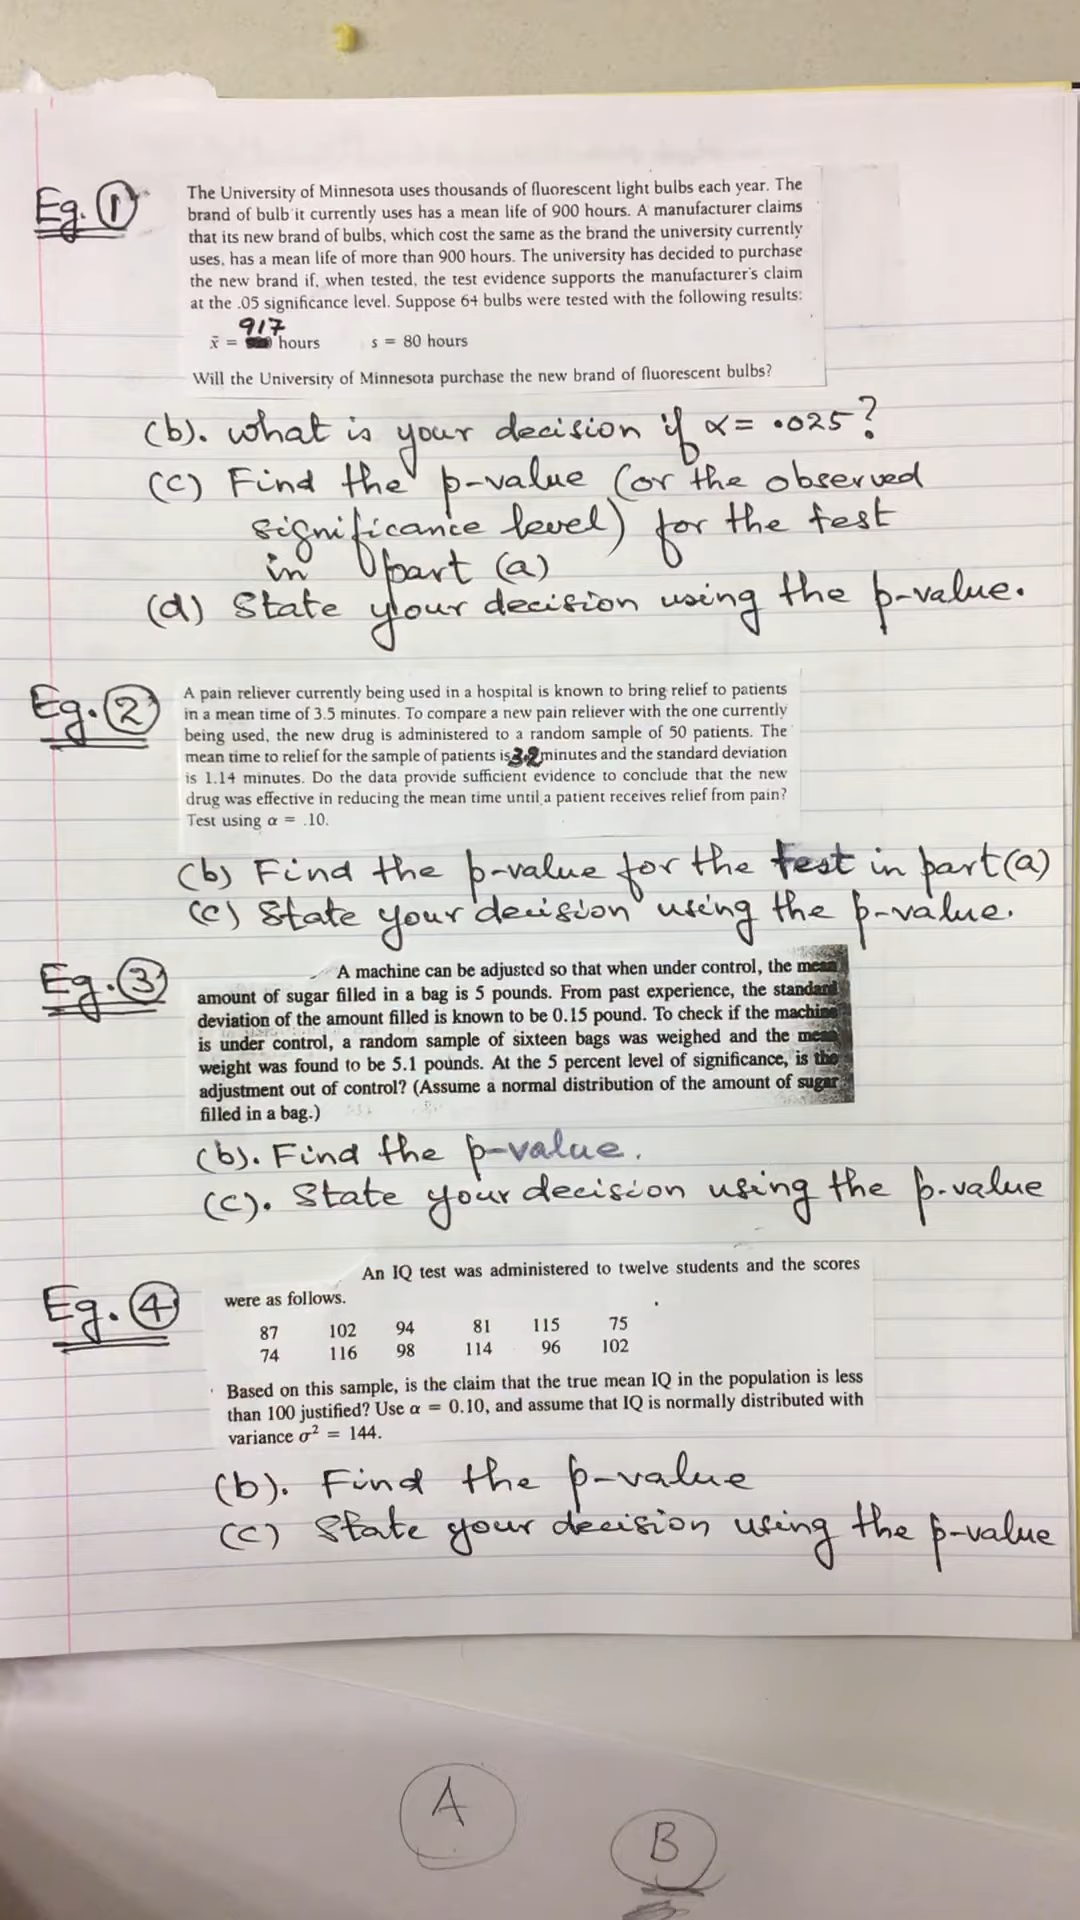 Eg. 1
The University of Minnesota uses thousands of fluorescent light bulbs each year. The
brand of bulb it currently uses has a mean life of 900 hours. A manufacturer claims
that its new brand of bulbs, which cost the same as the brand the university currently
uses, has a mean life of more than 900 hours. The university has decided to purchase
the new brand if, when tested, the test evidence supports the manufacturer's claim
at the .05 significance level. Suppose 64 bulbs were tested with the following results:
x̄ = 917 hours s = 80 hours
Will the University of Minnesota purchase the new brand of fluorescent bulbs?
(b). What is your decision if α = .025?
(c) Find the p-value (or the observed
significance level) for the test
in part (a)
(d) State your decision using the p-value.
Eg. 2
A pain reliever currently being used in a hospital is known to bring relief to patients
in a mean time of 3.5 minutes. To compare a new pain reliever with the one currently
being used, the new drug is administered to a random sample of 50 patients. The
mean time to relief for the sample of patients is 3.2 minutes and the standard deviation
is 1.14 minutes. Do the data provide sufficient evidence to conclude that the new
drug was effective in reducing the mean time until a patient receives relief from pain?
Test using α = .10.
(b) Find the p-value for the test in part (a)
(c) State your decision using the p-value.
Eg. 3
A machine can be adjusted so that when under control, the mean
amount of sugar filled in a bag is 5 pounds. From past experience, the standard
deviation of the amount filled is known to be 0.15 pound. To check if the machine
is under control, a random sample of sixteen bags was weighed and the mean
weight was found to be 5.1 pounds. At the 5 percent level of significance, is the
adjustment out of control? (Assume a normal distribution of the amount of sugar
filled in a bag.)
(b). Find the p-value.
(c). State your decision using the p-value
Eg. 4
An IQ test was administered to twelve students and the scores
were as follows.
87 102 94 81 115 75
74 116 98 114 96 102
Based on this sample, is the claim that the true mean IQ in the population is less
than 100 justified? Use α = 0.10, and assume that IQ is normally distributed with
variance σ² = 144.
(b). Find the p-value
(c) State your decision using the p-value
A
B